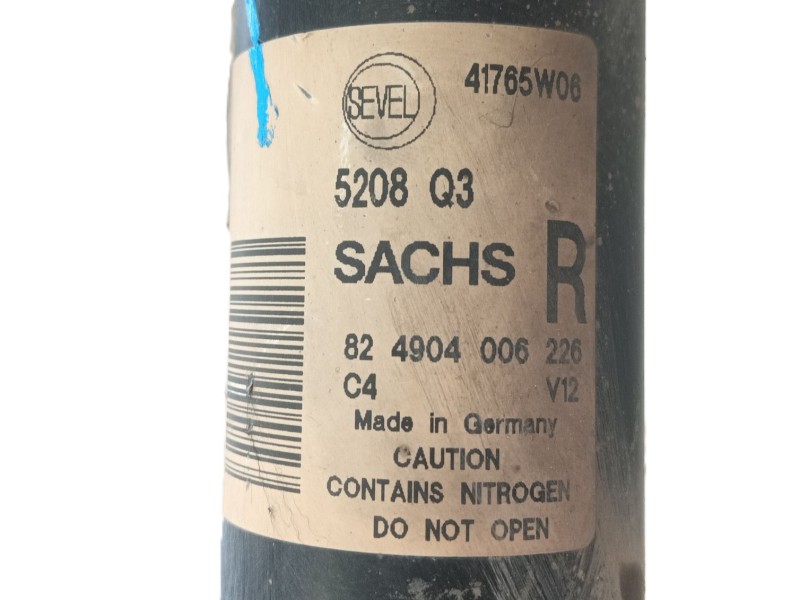 SEVEL 41765W06
5208 Q3
SACHS R
82 4904 006 226
C4 V12
Made in Germany
CAUTION
CONTAINS NITROGEN
DO NOT OPEN